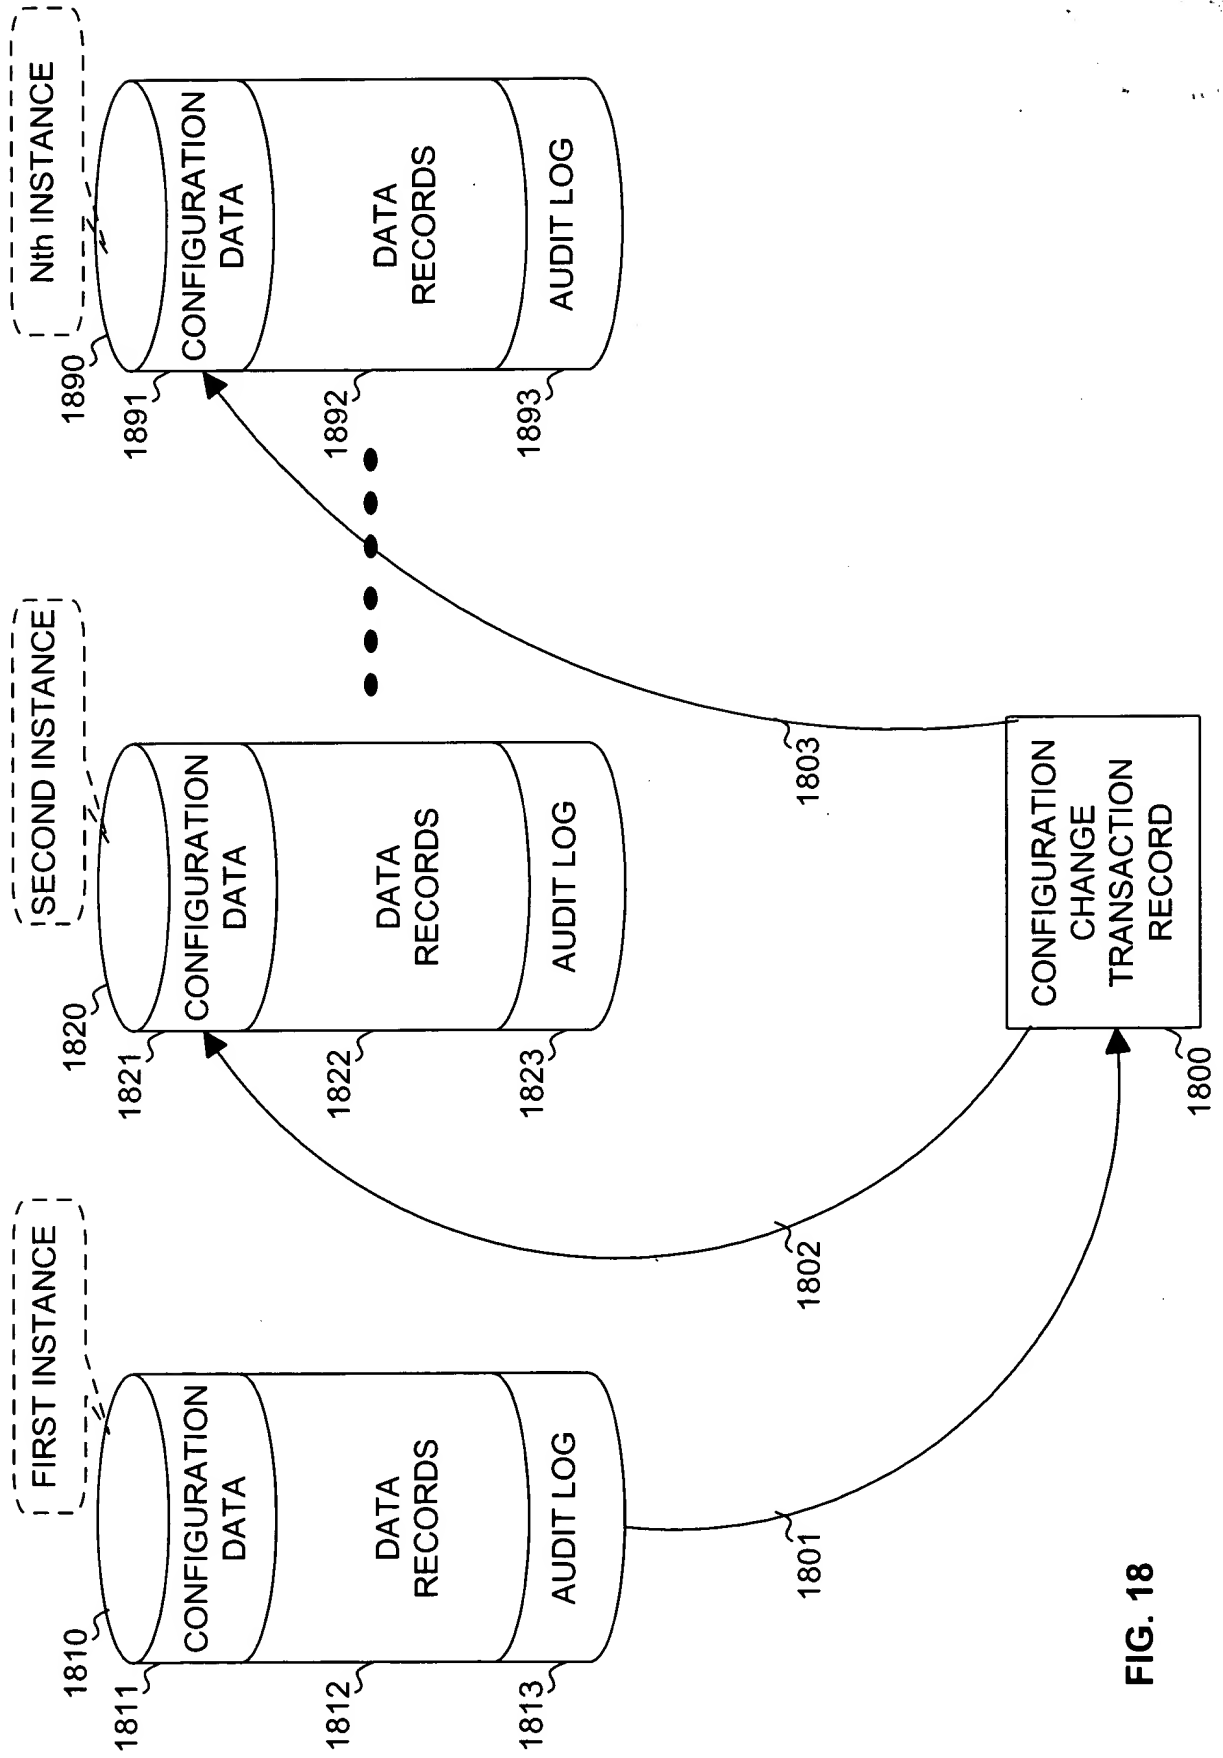 FIRST INSTANCE
SECOND INSTANCE
Nth INSTANCE
1810
1811
CONFIGURATION
DATA
1812
DATA
RECORDS
1813
AUDIT LOG
1820
1821
CONFIGURATION
DATA
1822
DATA
RECORDS
1823
AUDIT LOG
1890
1891
CONFIGURATION
DATA
1892
DATA
RECORDS
1893
AUDIT LOG
1801
1802
1803
CONFIGURATION
CHANGE
TRANSACTION
RECORD
1800
FIG. 18